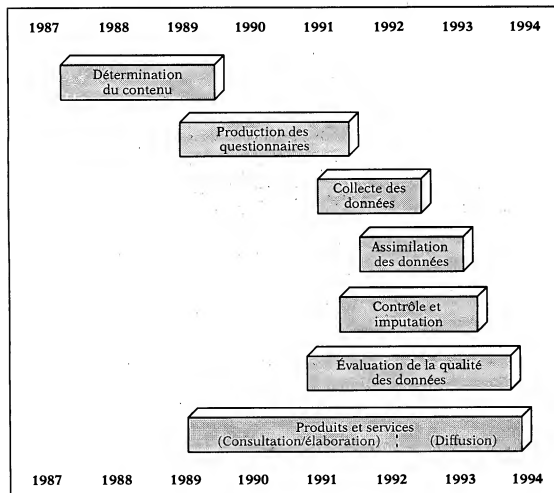 1987 1988 1989 1990 1991 1992 1993 1994
Détermination
du contenu
Production des
questionnaires
Collecte des
données
Assimilation
des données
Contrôle et
imputation
Évaluation de la qualité
des données
Produits et services
(Consultation/élaboration) (Diffusion)
1987 1988 1989 1990 1991 1992 1993 1994